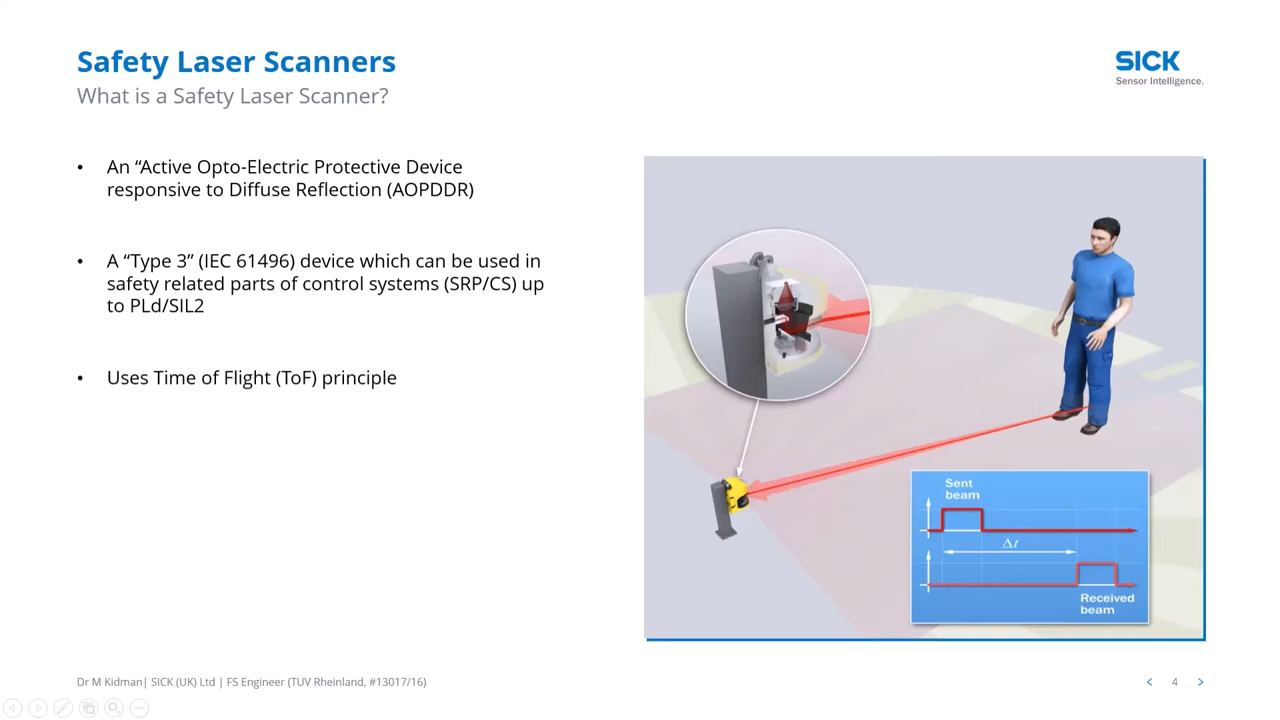 Safety Laser Scanners
What is a Safety Laser Scanner?
SICK
Sensor Intelligence.
• An “Active Opto-Electric Protective Device
responsive to Diffuse Reflection (AOPDDR)
• A “Type 3” (IEC 61496) device which can be used in
safety related parts of control systems (SRP/CS) up
to PLd/SIL2
• Uses Time of Flight (ToF) principle
Sent
beam
Δt
Received
beam
Dr M Kidman| SICK (UK) Ltd | FS Engineer (TUV Rheinland, #13017/16)
< 4 >